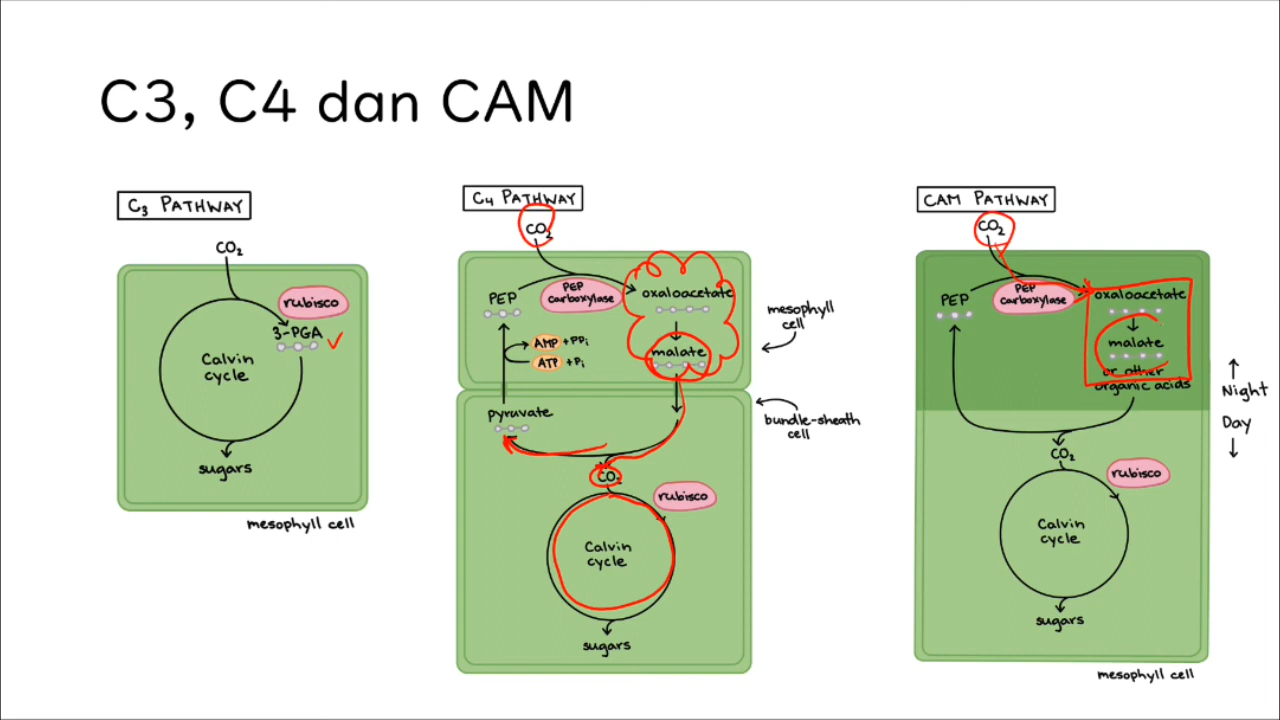 C3, C4 dan CAM
C₃ PATHWAY
CO₂
rubisco
3-PGA
Calvin
cycle
sugars
mesophyll cell
C₄ PATHWAY
CO₂
PEP
PEP
carboxylase
oxaloacetate
AMP +PPi
ATP +Pi
malate
mesophyll
cell
pyruvate
bundle-sheath
cell
CO₂
rubisco
Calvin
cycle
sugars
CAM PATHWAY
CO₂
PEP
PEP
carboxylase
oxaloacetate
malate
or other
organic acids
Night
Day
CO₂
rubisco
Calvin
cycle
sugars
mesophyll cell